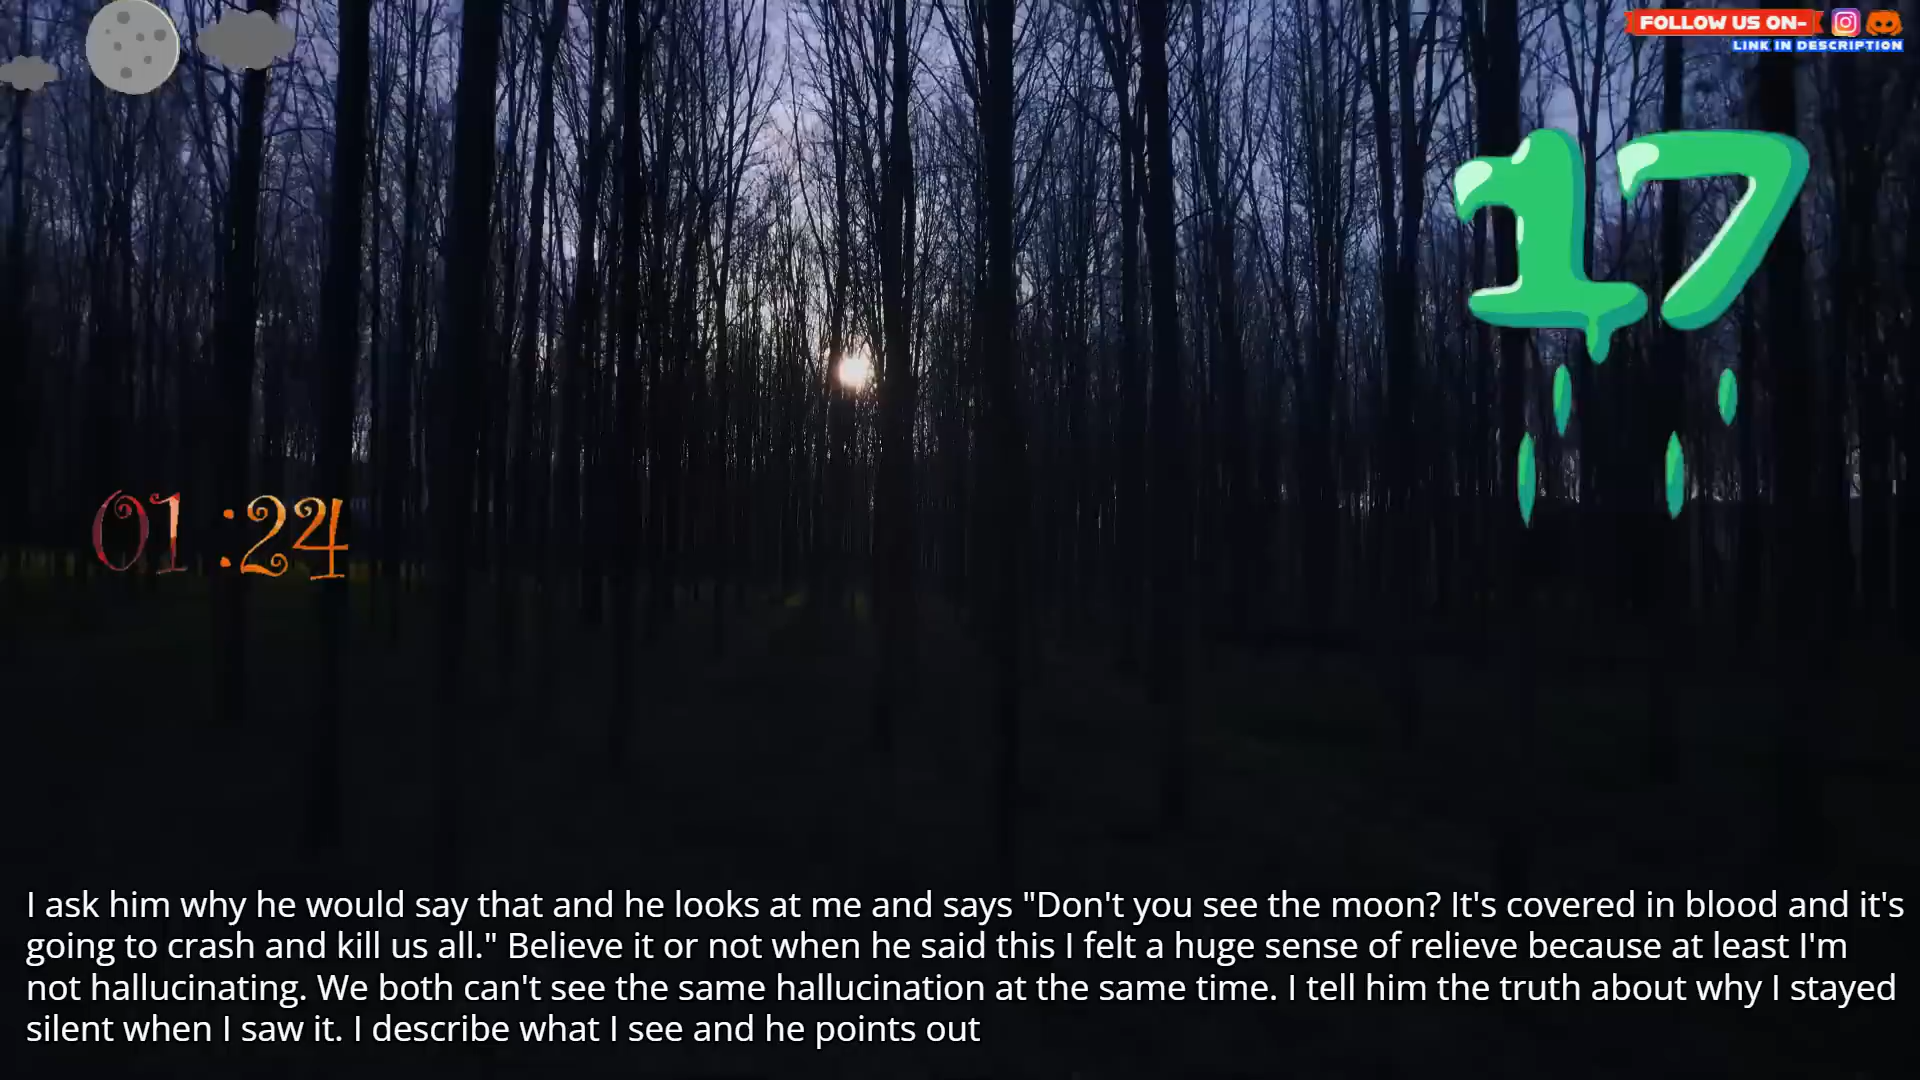 FOLLOW US ON-
LINK IN DESCRIPTION
17
01:24
I ask him why he would say that and he looks at me and says "Don't you see the moon? It's covered in blood and it's
going to crash and kill us all." Believe it or not when he said this I felt a huge sense of relieve because at least I'm
not hallucinating. We both can't see the same hallucination at the same time. I tell him the truth about why I stayed
silent when I saw it. I describe what I see and he points out